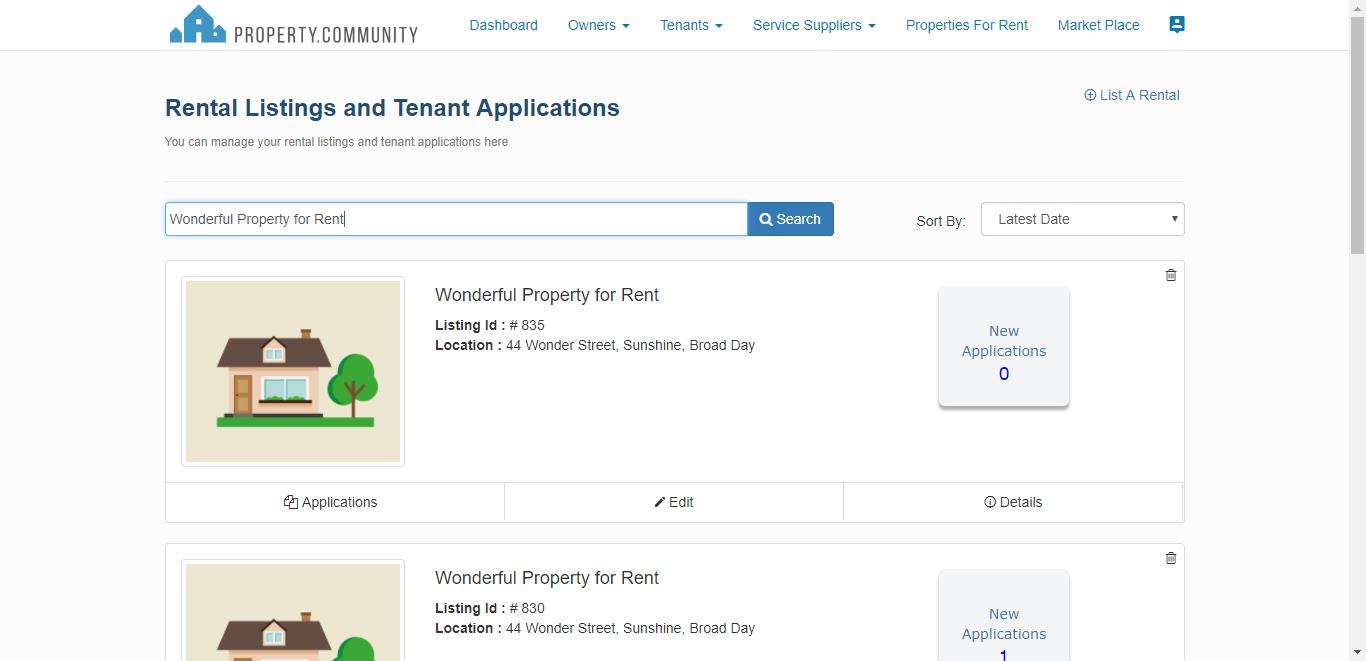 PROPERTY.COMMUNITY
Dashboard
Owners
Tenants
Service Suppliers
Properties For Rent
Market Place
Rental Listings and Tenant Applications
List A Rental
You can manage your rental listings and tenant applications here
Wonderful Property for Rent
Search
Sort By:
Latest Date
Wonderful Property for Rent
Listing Id : # 835
Location : 44 Wonder Street, Sunshine, Broad Day
New
Applications
0
Applications
Edit
Details
Wonderful Property for Rent
Listing Id : # 830
Location : 44 Wonder Street, Sunshine, Broad Day
New
Applications
1